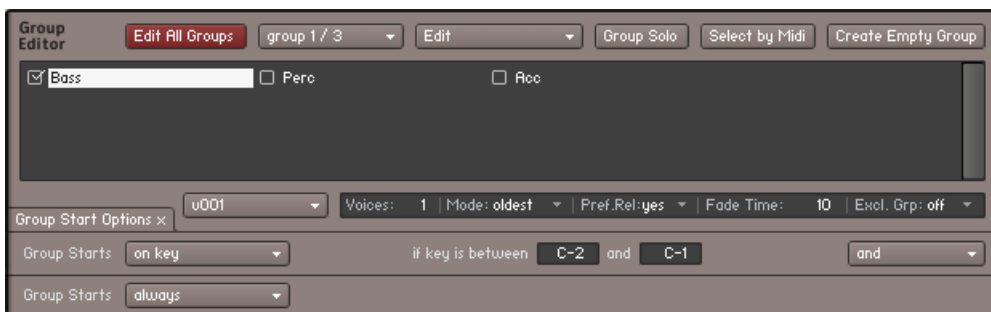 Group Editor Edit All Groups group 1 / 3 Edit Group Solo Select by Midi Create Empty Group
Bass Perc Acc
v001 Voices: 1 Mode: oldest Pref.Rel:yes Fade Time: 10 Excl. Grp: off
Group Start Options ×
Group Starts on key if key is between C-2 and C-1 and
Group Starts always